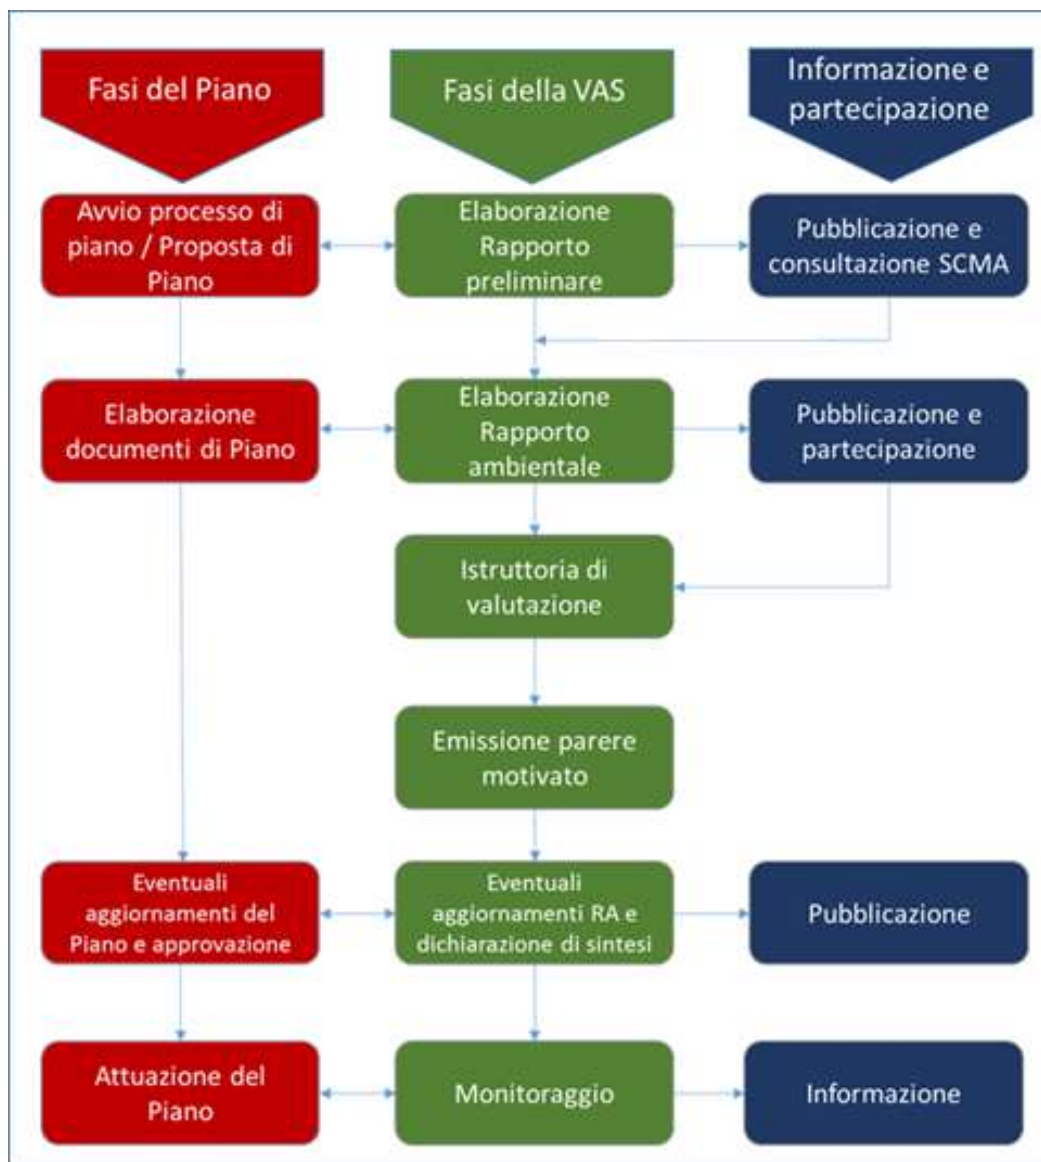 Fasi del Piano
Fasi della VAS
Informazione e
partecipazione
Avvio processo di
piano / Proposta di
Piano
Elaborazione
Rapporto
preliminare
Pubblicazione e
consultazione SCMA
Elaborazione
documenti di Piano
Elaborazione
Rapporto
ambientale
Pubblicazione e
partecipazione
Istruttoria di
valutazione
Emissione parere
motivato
Eventuali
aggiornamenti del
Piano e approvazione
Eventuali
aggiornamenti RA e
dichiarazione di sintesi
Pubblicazione
Attuazione del
Piano
Monitoraggio
Informazione